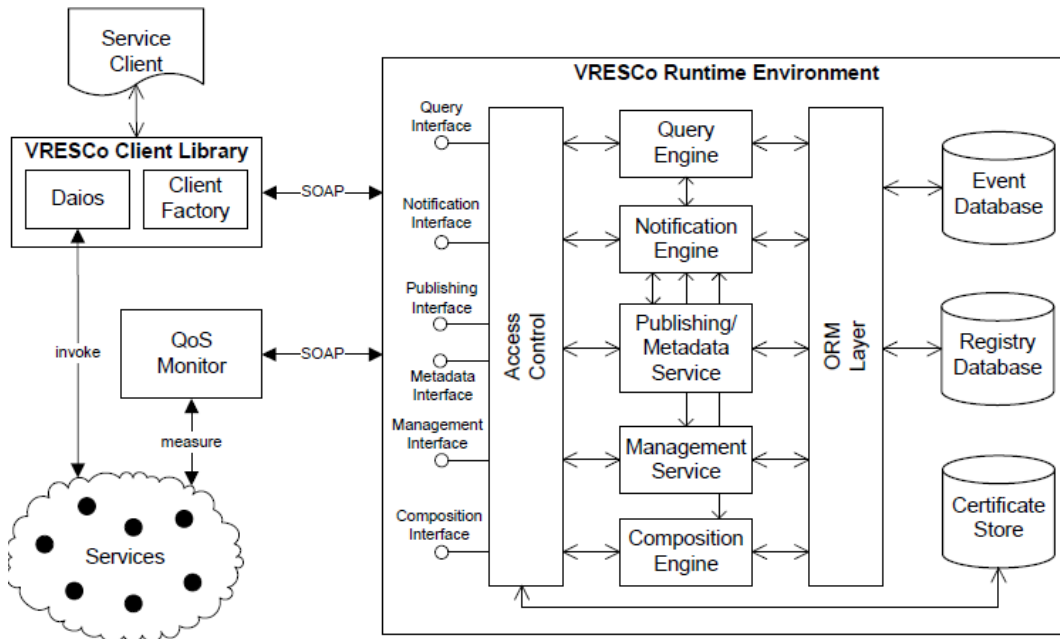 Service
Client
VRESCo Client Library
Daios
Client
Factory
SOAP
invoke
QoS
Monitor
SOAP
measure
Services
VRESCo Runtime Environment
Query
Interface
Notification
Interface
Publishing
Interface
Metadata
Interface
Management
Interface
Composition
Interface
Access
Control
Query
Engine
Notification
Engine
Publishing/
Metadata
Service
Management
Service
Composition
Engine
ORM
Layer
Event
Database
Registry
Database
Certificate
Store